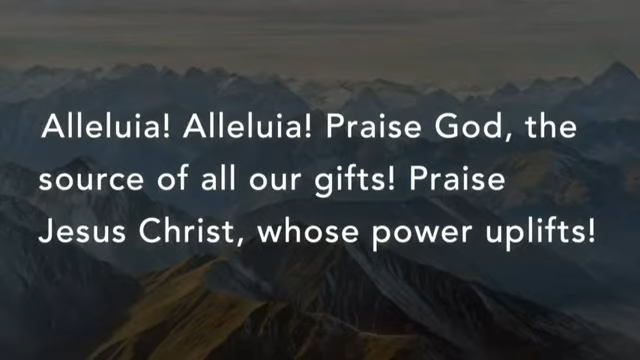 Alleluia! Alleluia! Praise God, the
source of all our gifts! Praise
Jesus Christ, whose power uplifts!